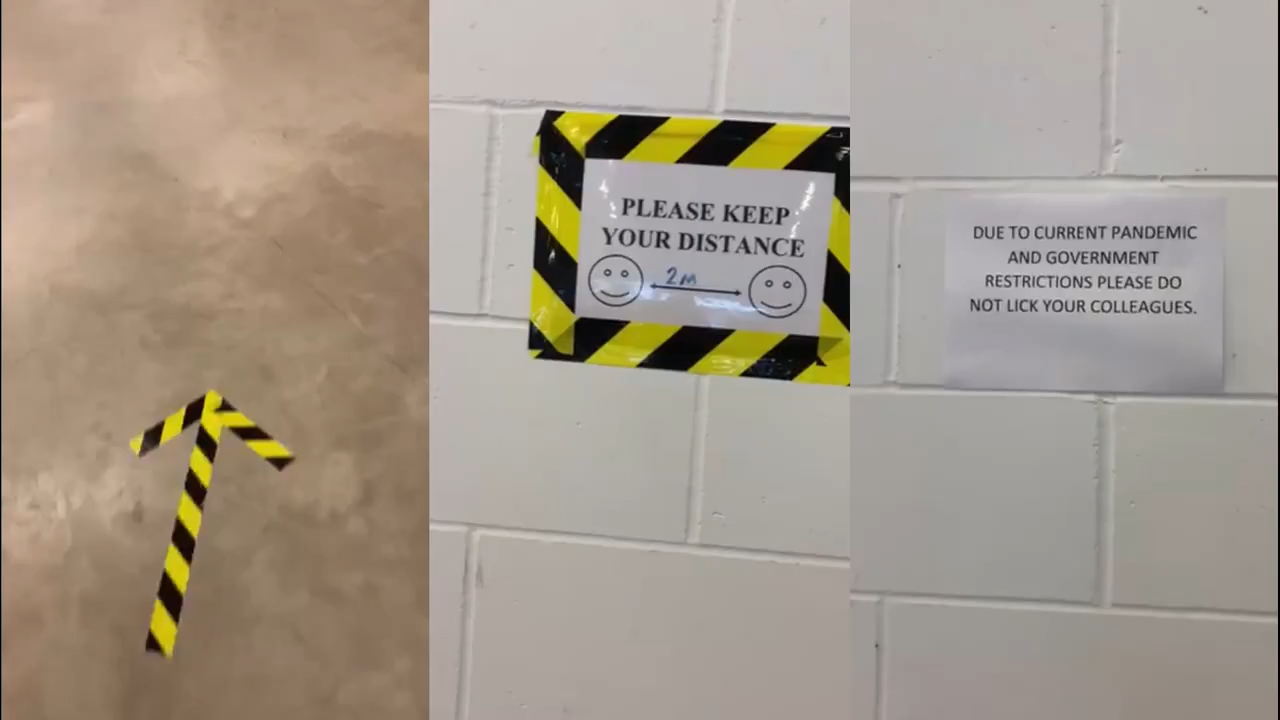 PLEASE KEEP
YOUR DISTANCE
2m
DUE TO CURRENT PANDEMIC
AND GOVERNMENT
RESTRICTIONS PLEASE DO
NOT LICK YOUR COLLEAGUES.